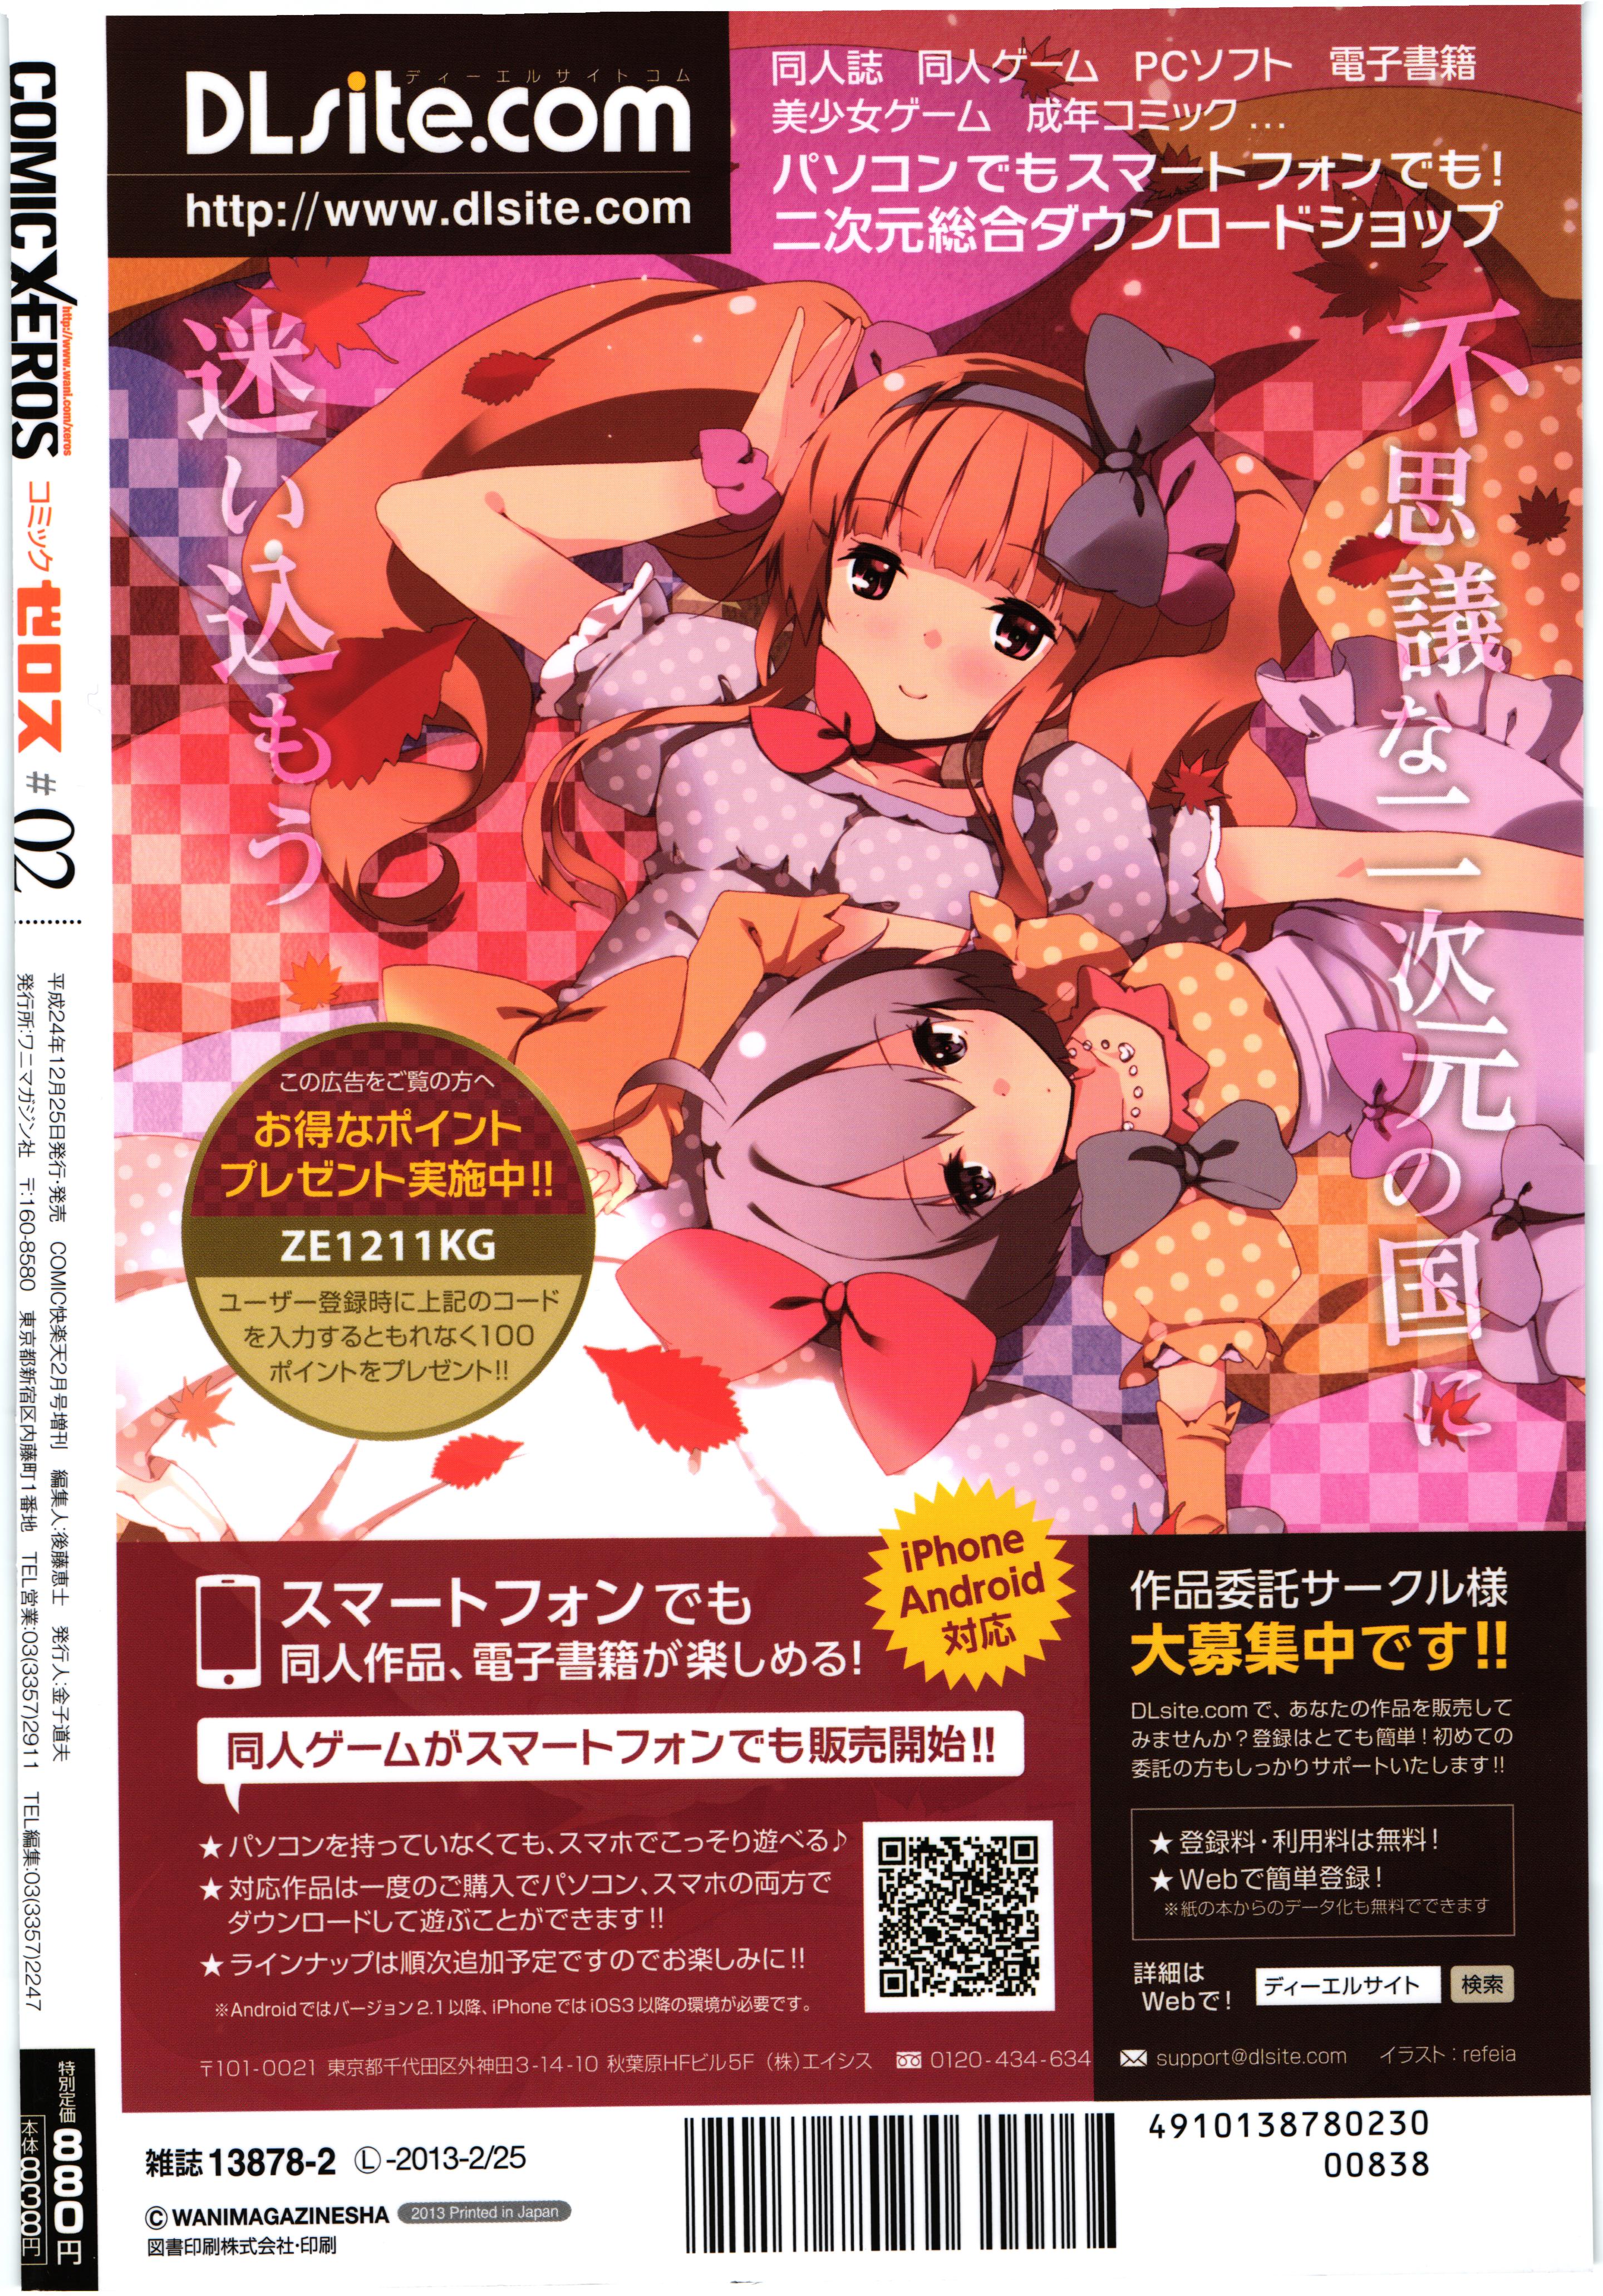 COMIC X-EROS
http://www.wani.com/xeros
コミック ゼロス #02
平成24年12月25日発行・発売 COMIC快楽天2月号増刊 編集人:後藤恵士 発行人:金子道夫
発行所:ワニマガジン社 〒160-8580 東京都新宿区内藤町1番地 TEL営業:03(3357)2911 TEL編集:03(3357)2247
特別定価880円
本体838円
ディーエルサイトコム
DLsite.com
http://www.dlsite.com
同人誌 同人ゲーム PCソフト 電子書籍
美少女ゲーム 成年コミック…
パソコンでもスマートフォンでも!
二次元総合ダウンロードショップ
不思議な二次元の国に
迷い込もう
この広告をご覧の方へ
お得なポイント
プレゼント実施中!!
ZE1211KG
ユーザー登録時に上記のコード
を入力するともれなく100
ポイントをプレゼント!!
iPhone
Android
対応
スマートフォンでも
同人作品、電子書籍が楽しめる!
同人ゲームがスマートフォンでも販売開始!!
★パソコンを持っていなくても、スマホでこっそり遊べる♪
★対応作品は一度のご購入でパソコン、スマホの両方で
ダウンロードして遊ぶことができます!!
★ラインナップは順次追加予定ですのでお楽しみに!!
※Androidではバージョン2.1以降、iPhoneではiOS3以降の環境が必要です。
作品委託サークル様
大募集中です!!
DLsite.comで、あなたの作品を販売して
みませんか?登録はとても簡単!初めての
委託の方もしっかりサポートいたします!!
★登録料・利用料は無料!
★Webで簡単登録!
※紙の本からのデータ化も無料でできます
詳細は
Webで!
ディーエルサイト 検索
〒101-0021 東京都千代田区外神田3-14-10 秋葉原HFビル5F (株)エイシス 0120-434-634
support@dlsite.com イラスト:refeia
雑誌13878-2 Ⓛ-2013-2/25
©WANIMAGAZINESHA 2013 Printed in Japan
図書印刷株式会社・印刷
4910138780230
00838